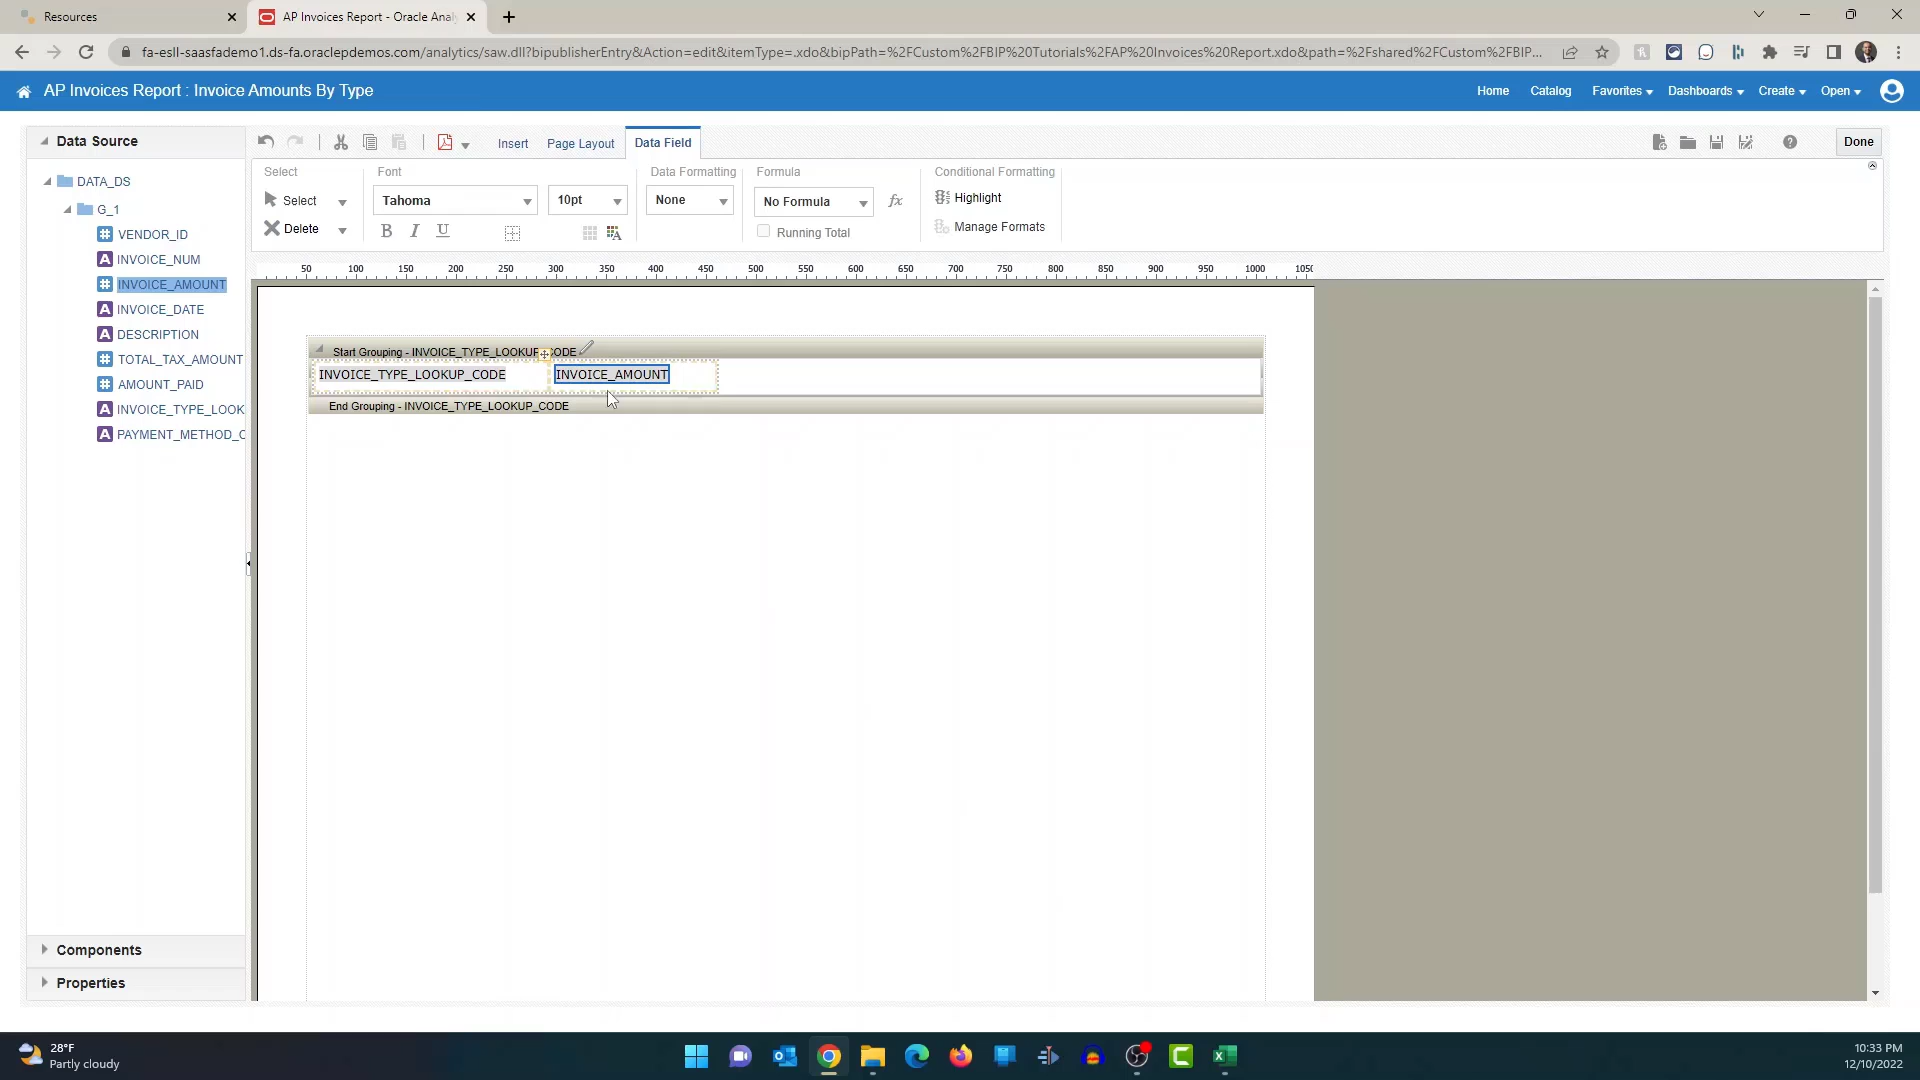 Resources
AP Invoices Report - Oracle Analy
fa-esll-saasfademo1.ds-fa.oraclepdemos.com/analytics/saw.dll?bipublisherEntry&Action=edit&itemType=.xdo&bipPath=%2FCustom%2FBIP%20Tutorials%2FAP%20Invoices%20Report.xdo&path=%2Fshared%2FCustom%2FBIP...
AP Invoices Report : Invoice Amounts By Type
Home Catalog Favorites Dashboards Create Open
Data Source
Insert Page Layout Data Field
Done
Select Font Data Formatting Formula Conditional Formatting
Select Tahoma 10pt None No Formula fx Highlight
Delete B I U Running Total Manage Formats
DATA_DS
G_1
VENDOR_ID
INVOICE_NUM
INVOICE_AMOUNT
INVOICE_DATE
DESCRIPTION
TOTAL_TAX_AMOUNT
AMOUNT_PAID
INVOICE_TYPE_LOOK
PAYMENT_METHOD_C
50 100 150 200 250 300 350 400 450 500 550 600 650 700 750 800 850 900 950 1000 1050
Start Grouping - INVOICE_TYPE_LOOKUP_CODE
INVOICE_TYPE_LOOKUP_CODE INVOICE_AMOUNT
End Grouping - INVOICE_TYPE_LOOKUP_CODE
Components
Properties
28°F
Partly cloudy
10:33 PM
12/10/2022